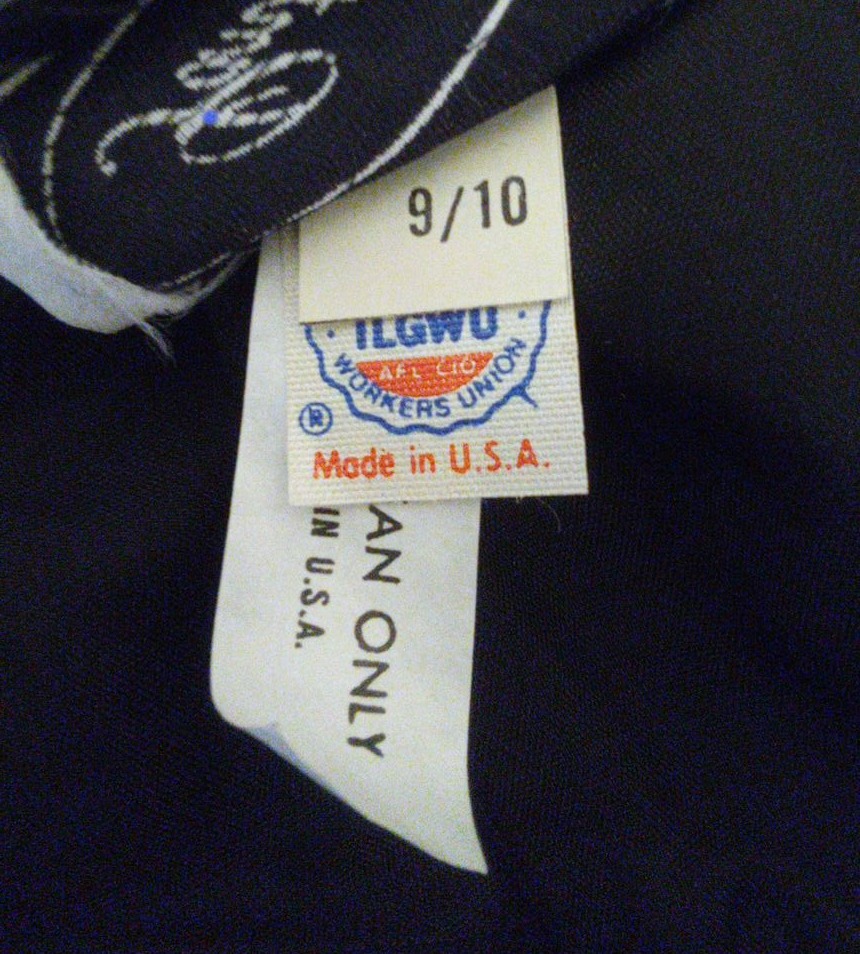 9/10
ILGWU
AFL CIO
WORKERS UNION
®
Made in U.S.A.
AN ONLY
IN U.S.A.